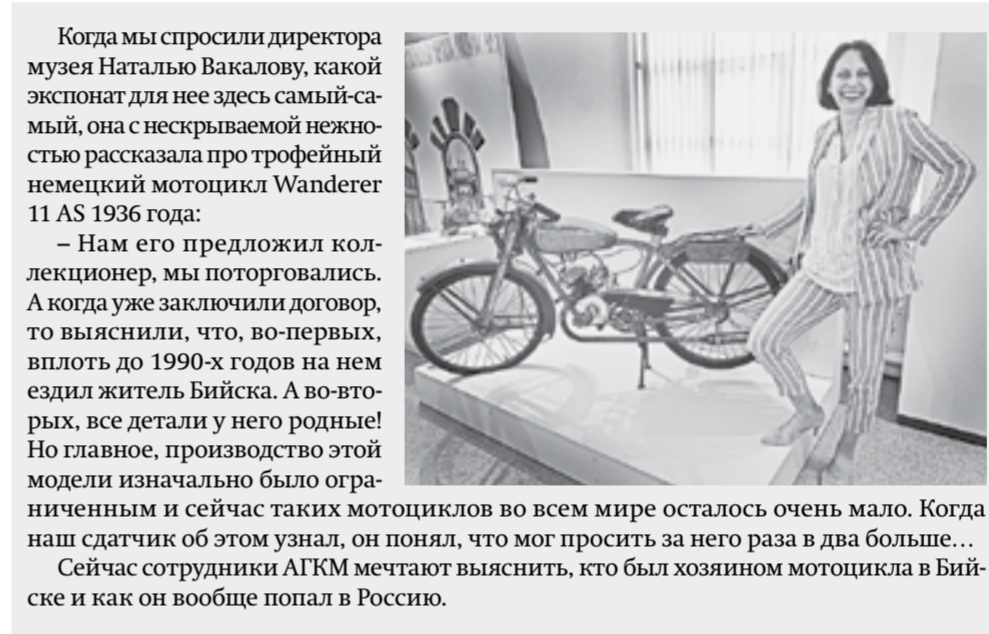 Когда мы спросили директора
музея Наталью Вакалову, какой
экспонат для нее здесь самый-са-
мый, она с нескрываемой нежно-
стью рассказала про трофейный
немецкий мотоцикл Wanderer
11 AS 1936 года:
– Нам его предложил кол-
лекционер, мы поторговались.
А когда уже заключили договор,
то выяснили, что, во-первых,
вплоть до 1990-х годов на нем
ездил житель Бийска. А во-вто-
рых, все детали у него родные!
Но главное, производство этой
модели изначально было огра-
ниченным и сейчас таких мотоциклов во всем мире осталось очень мало. Когда
наш сдатчик об этом узнал, он понял, что мог просить за него раза в два больше...
Сейчас сотрудники АГКМ мечтают выяснить, кто был хозяином мотоцикла в Бий-
ске и как он вообще попал в Россию.